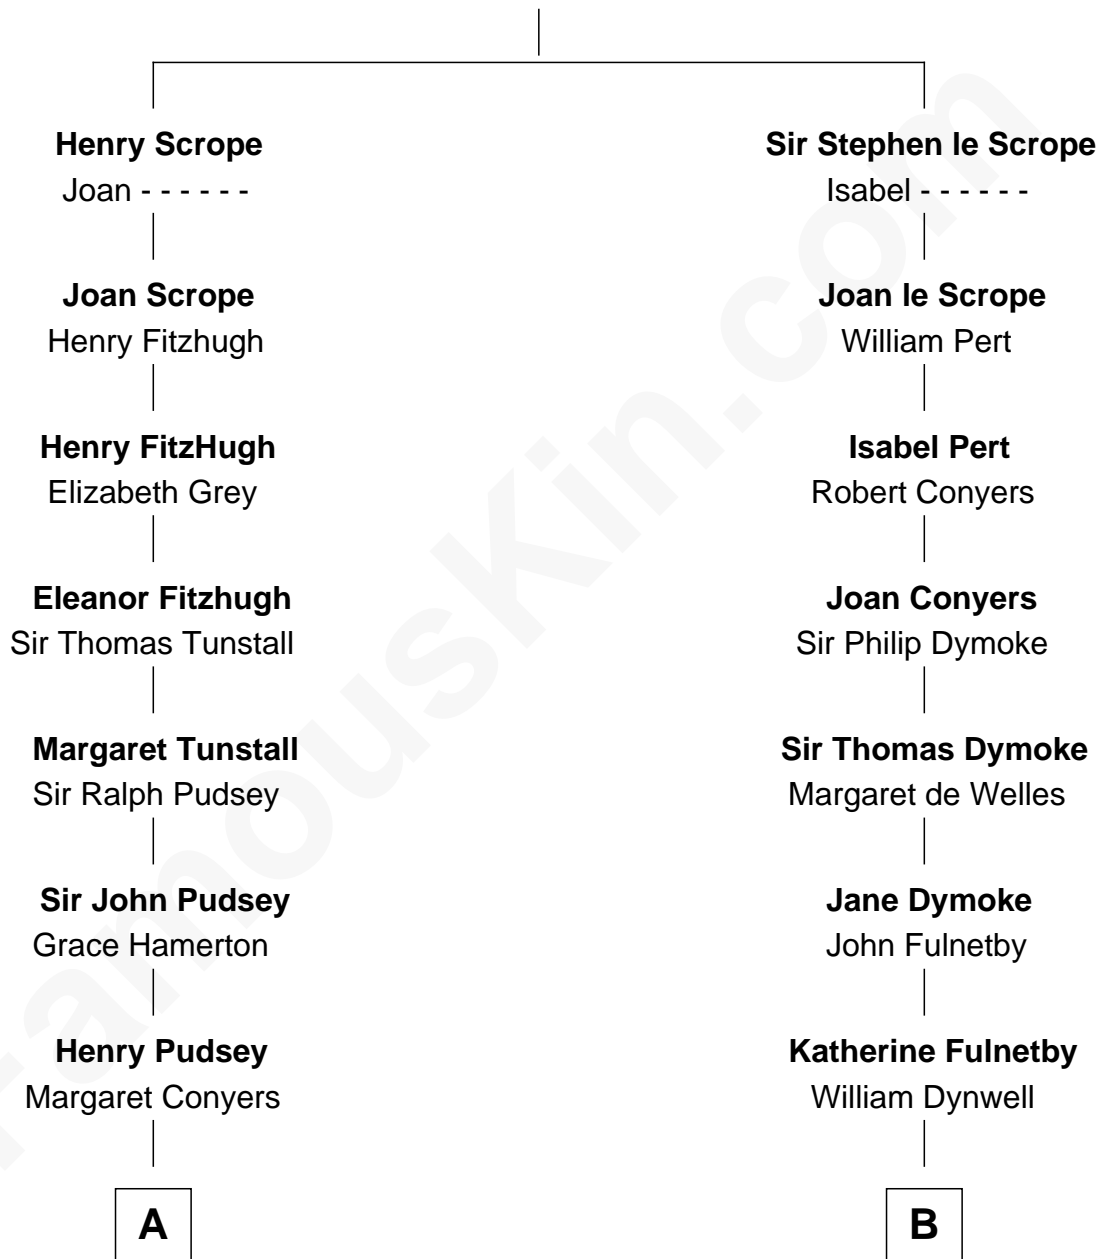 Henry Scrope
Joan - - - - - -
Joan Scrope
Henry Fitzhugh
Henry FitzHugh
Elizabeth Grey
Eleanor Fitzhugh
Sir Thomas Tunstall
Margaret Tunstall
Sir Ralph Pudsey
Sir John Pudsey
Grace Hamerton
Henry Pudsey
Margaret Conyers
A
Sir Stephen le Scrope
Isabel - - - - - -
Joan le Scrope
William Pert
Isabel Pert
Robert Conyers
Joan Conyers
Sir Philip Dymoke
Sir Thomas Dymoke
Margaret de Welles
Jane Dymoke
John Fulnetby
Katherine Fulnetby
William Dynwell
B
FamousKin.com